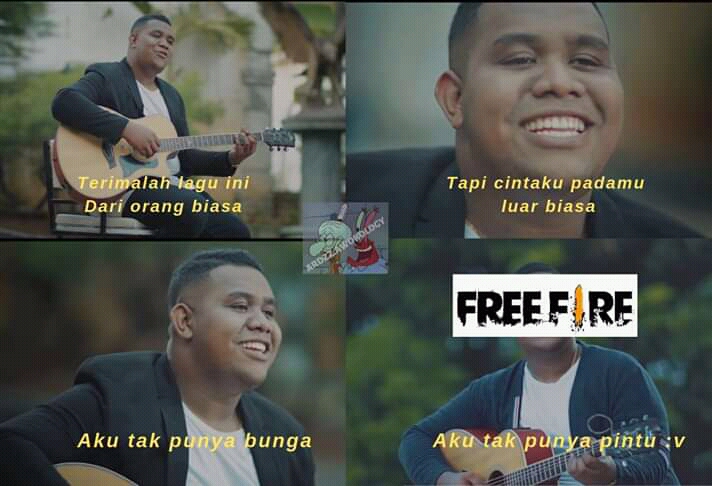 Terimalah lagu ini
Dari orang biasa
Tapi cintaku padamu
luar biasa
ARDZZAWORDLDCY
Aku tak punya bunga
FREE FIRE
Aku tak punya pintu :v